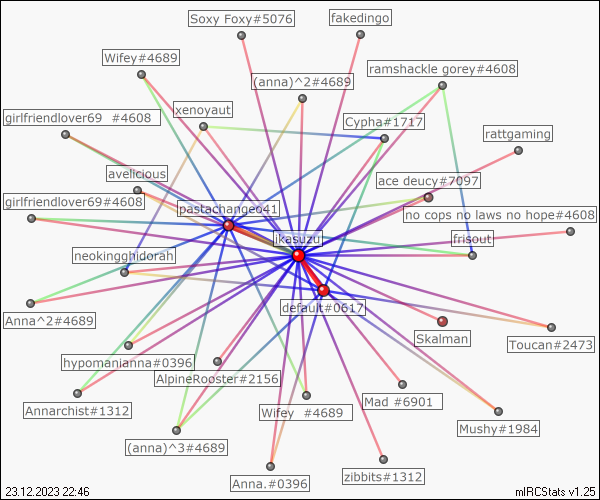 Soxy Foxy#5076
fakedingo
Wifey#4689
(anna)^2#4689
ramshackle gorey#4608
girlfriendlover69 #4608
xenoyaut
Cypha#1717
rattgaming
avelicious
ace deucy#7097
girlfriendlover69#4608
pastachange641
no cops no laws no hope#4608
ikasuzu
frisout
neokingghidorah
default#0617
Anna^2#4689
Skalman
Toucan#2473
hypomanianna#0396
AlpineRooster#2156
Annarchist#1312
Wifey #4689
Mad #6901
Mushy#1984
(anna)^3#4689
Anna.#0396
zibbits#1312
23.12.2023 22:46
mIRCStats v1.25